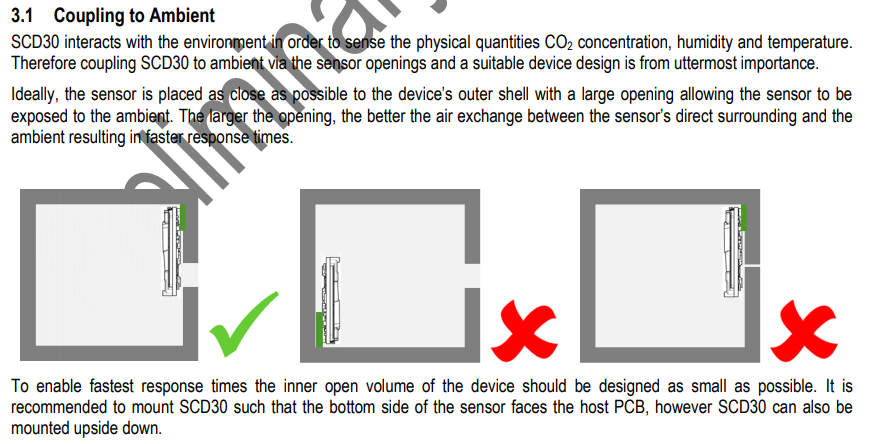 3.1 Coupling to Ambient
SCD30 interacts with the environment in order to sense the physical quantities CO₂ concentration, humidity and temperature.
Therefore coupling SCD30 to ambient via the sensor openings and a suitable device design is from uttermost importance.
Ideally, the sensor is placed as close as possible to the device's outer shell with a large opening allowing the sensor to be
exposed to the ambient. The larger the opening, the better the air exchange between the sensor's direct surrounding and the
ambient resulting in faster response times.
To enable fastest response times the inner open volume of the device should be designed as small as possible. It is
recommended to mount SCD30 such that the bottom side of the sensor faces the host PCB, however SCD30 can also be
mounted upside down.